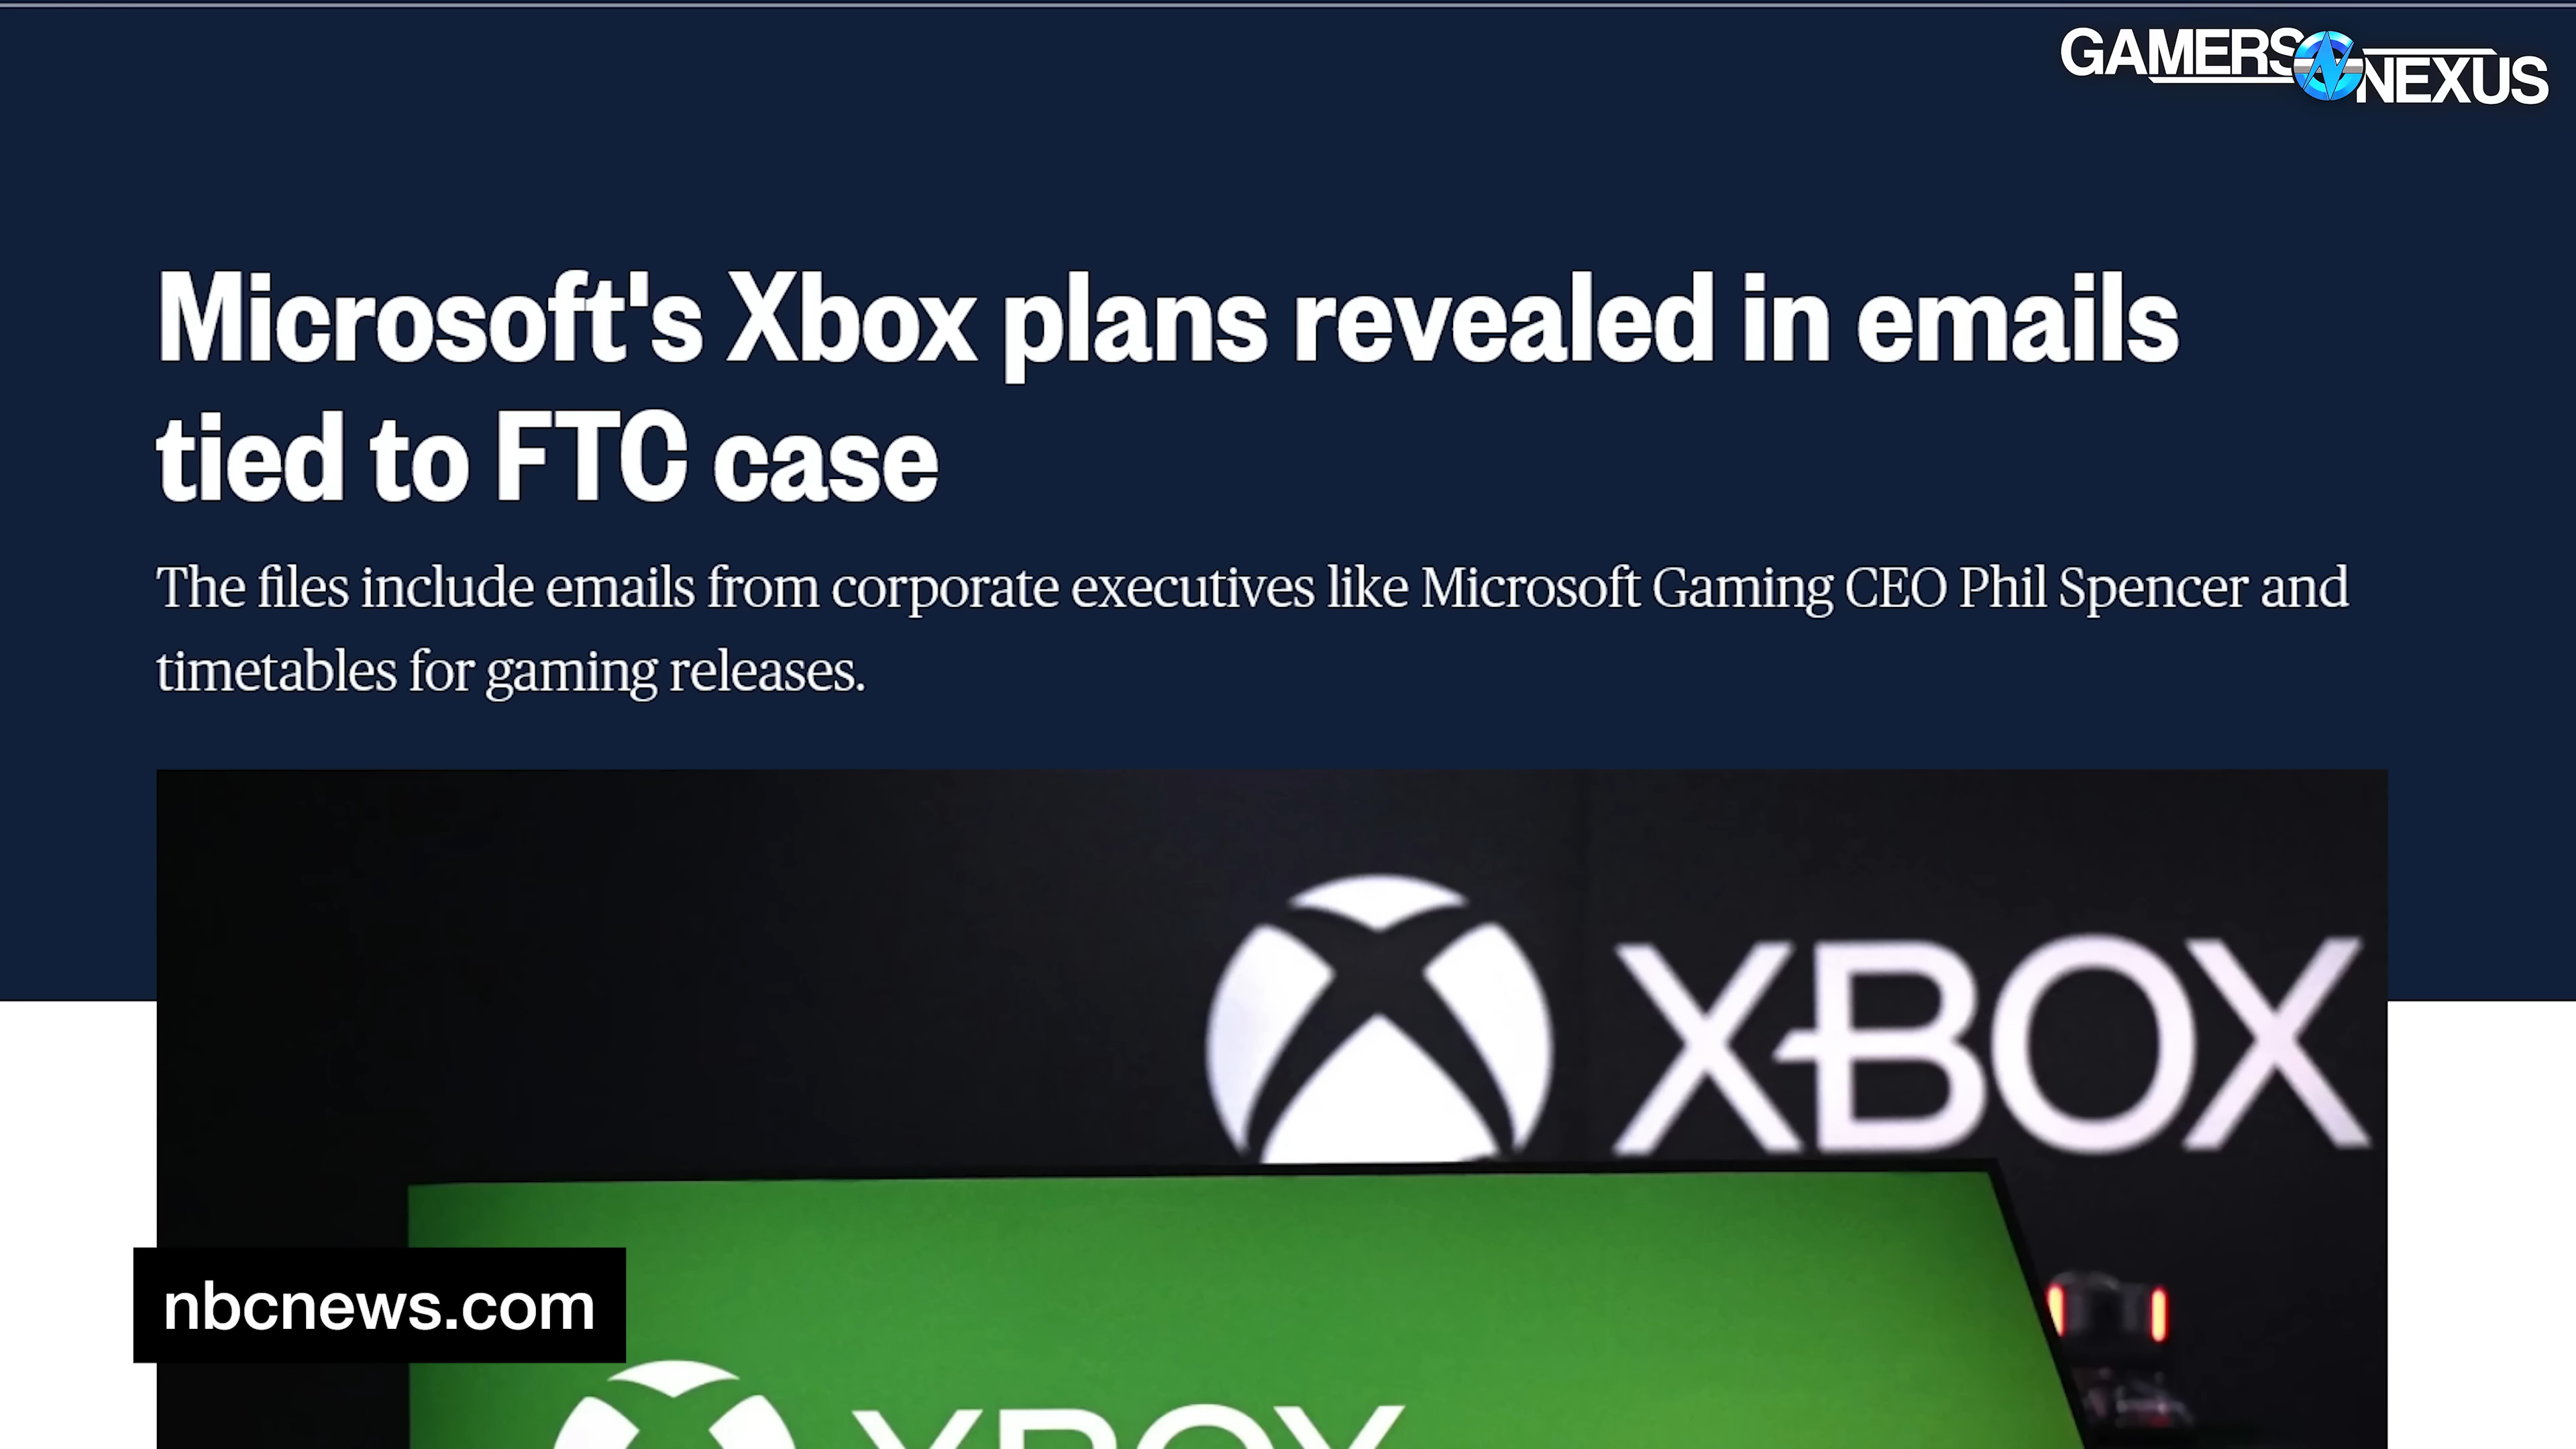 GAMERS NEXUS
Microsoft's Xbox plans revealed in emails
tied to FTC case
The files include emails from corporate executives like Microsoft Gaming CEO Phil Spencer and
timetables for gaming releases.
XBOX
nbcnews.com
XBOX